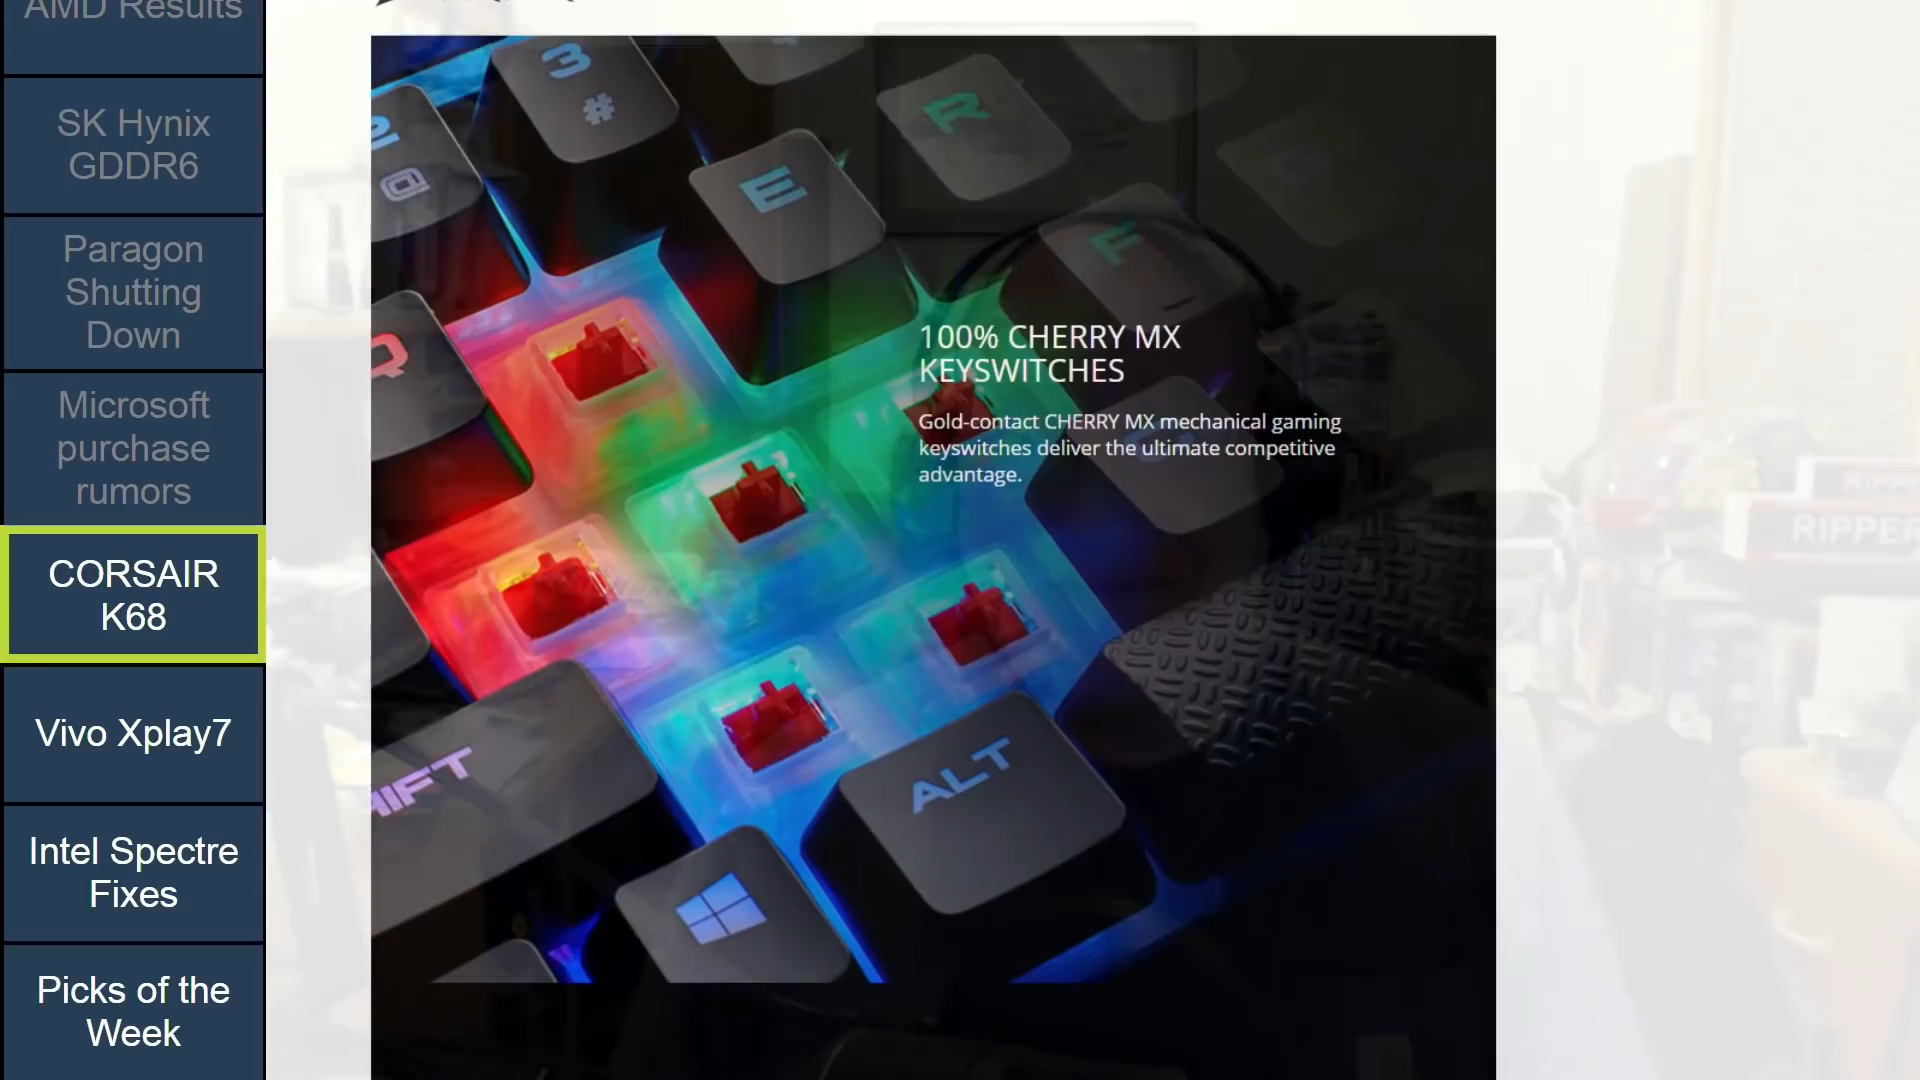 AMD Results
SK Hynix
GDDR6
Paragon
Shutting
Down
Microsoft
purchase
rumors
CORSAIR
K68
Vivo Xplay7
Intel Spectre
Fixes
Picks of the
Week
3
#
2
@
E
R
F
Q
100% CHERRY MX
KEYSWITCHES
Gold-contact CHERRY MX mechanical gaming
keyswitches deliver the ultimate competitive
advantage.
ALT
RIPPER